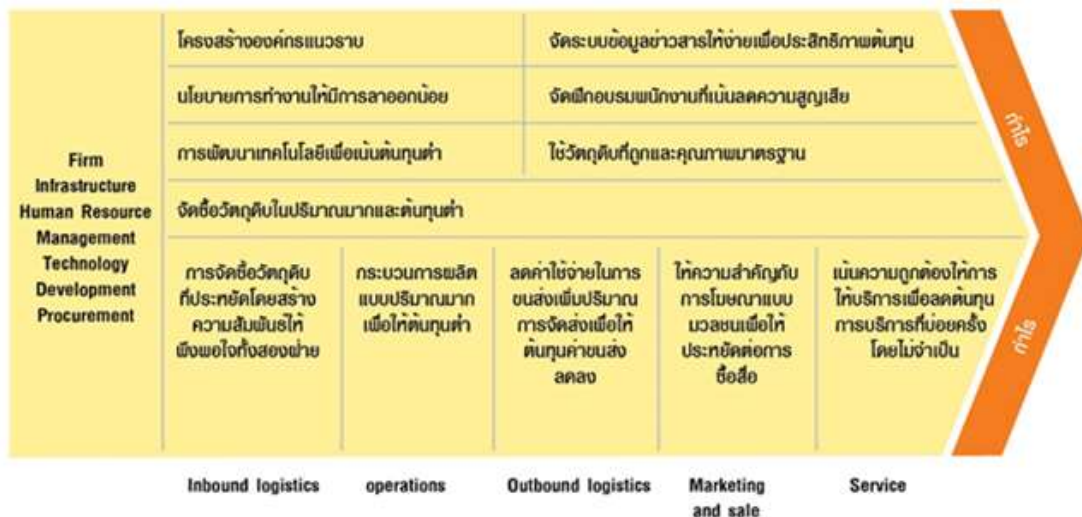 โครงสร้างองค์กรแนวราบ
จัดระบบข้อมูลข่าวสารให้ง่ายเพื่อประสิทธิภาพต้นทุน
นโยบายการทำงานให้มีการลาออกน้อย
จัดฝึกอบรมพนักงานที่เน้นลดความสูญเสีย
การพัฒนาเทคโนโลยีเพื่อเน้นต้นทุนต่ำ
ใช้วัตถุดิบที่ถูกและคุณภาพมาตรฐาน
จัดซื้อวัตถุดิบในปริมาณมากและต้นทุนต่ำ
Firm
Infrastructure
Human Resource
Management
Technology
Development
Procurement
การจัดซื้อวัตถุดิบ
ที่ประหยัดโดยสร้าง
ความสัมพันธ์ให้
พึงพอใจทั้งสองฝ่าย
กระบวนการผลิต
แบบปริมาณมาก
เพื่อให้ต้นทุนต่ำ
ลดค่าใช้จ่ายในการ
ขนส่งเพิ่มปริมาณ
การจัดส่งเพื่อให้
ต้นทุนค่าขนส่ง
ลดลง
ให้ความสำคัญกับ
การโฆษณาแบบ
มวลชนเพื่อให้
ประหยัดต่อการ
ซื้อสื่อ
เน้นความถูกต้องให้การ
ให้บริการเพื่อลดต้นทุน
การบริการที่บ่อยครั้ง
โดยไม่จำเป็น
กำไร
กำไร
Inbound logistics
operations
Outbound logistics
Marketing
and sale
Service